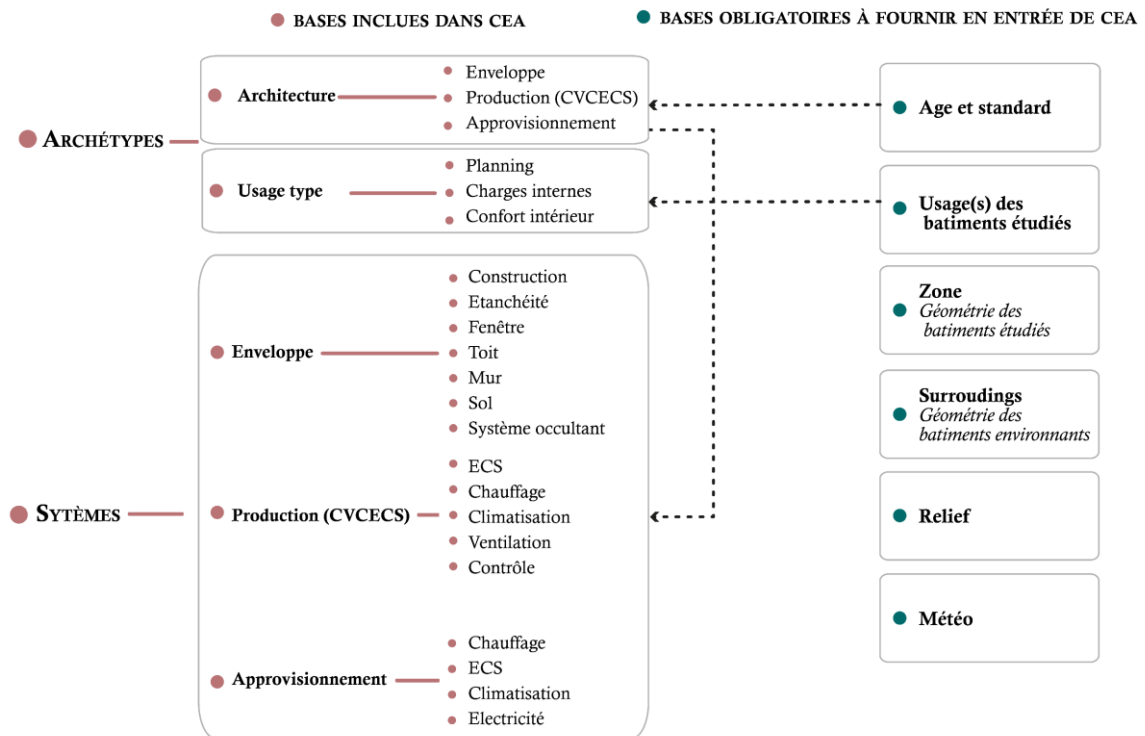 BASES INCLUES DANS CEA
BASES OBLIGATOIRES À FOURNIR EN ENTRÉE DE CEA
ARCHÉTYPES
Architecture
Enveloppe
Production (CVCECS)
Approvisionnement
Usage type
Planning
Charges internes
Confort intérieur
SYTÈMES
Enveloppe
Construction
Etanchéité
Fenêtre
Toit
Mur
Sol
Système occultant
Production (CVCECS)
ECS
Chauffage
Climatisation
Ventilation
Contrôle
Approvisionnement
Chauffage
ECS
Climatisation
Electricité
Age et standard
Usage(s) des
batiments étudiés
Zone
Géométrie des
batiments étudiés
Surroudings
Géométrie des
batiments environnants
Relief
Météo